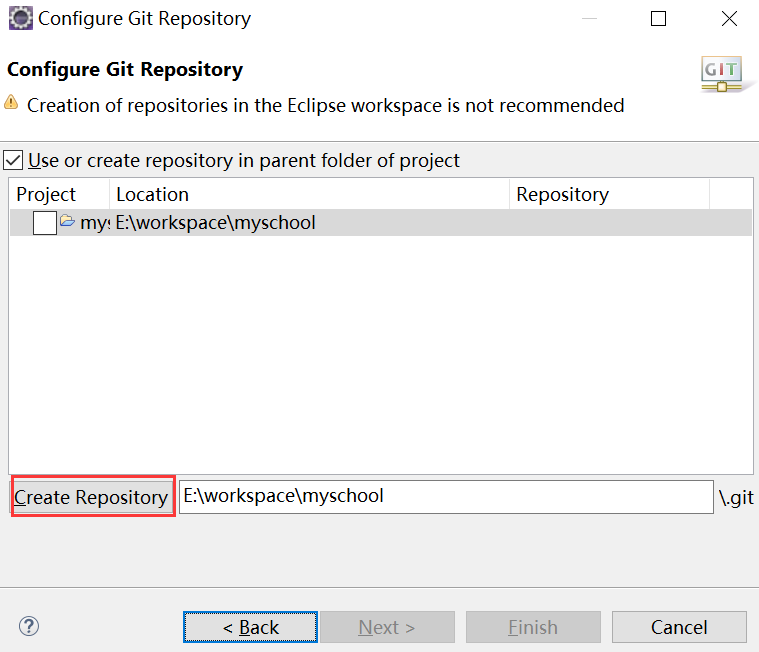 Configure Git Repository
Configure Git Repository
GIT
Creation of repositories in the Eclipse workspace is not recommended
Use or create repository in parent folder of project
Project Location Repository
mys E:\workspace\myschool
Create Repository E:\workspace\myschool \.git
? < Back Next > Finish Cancel